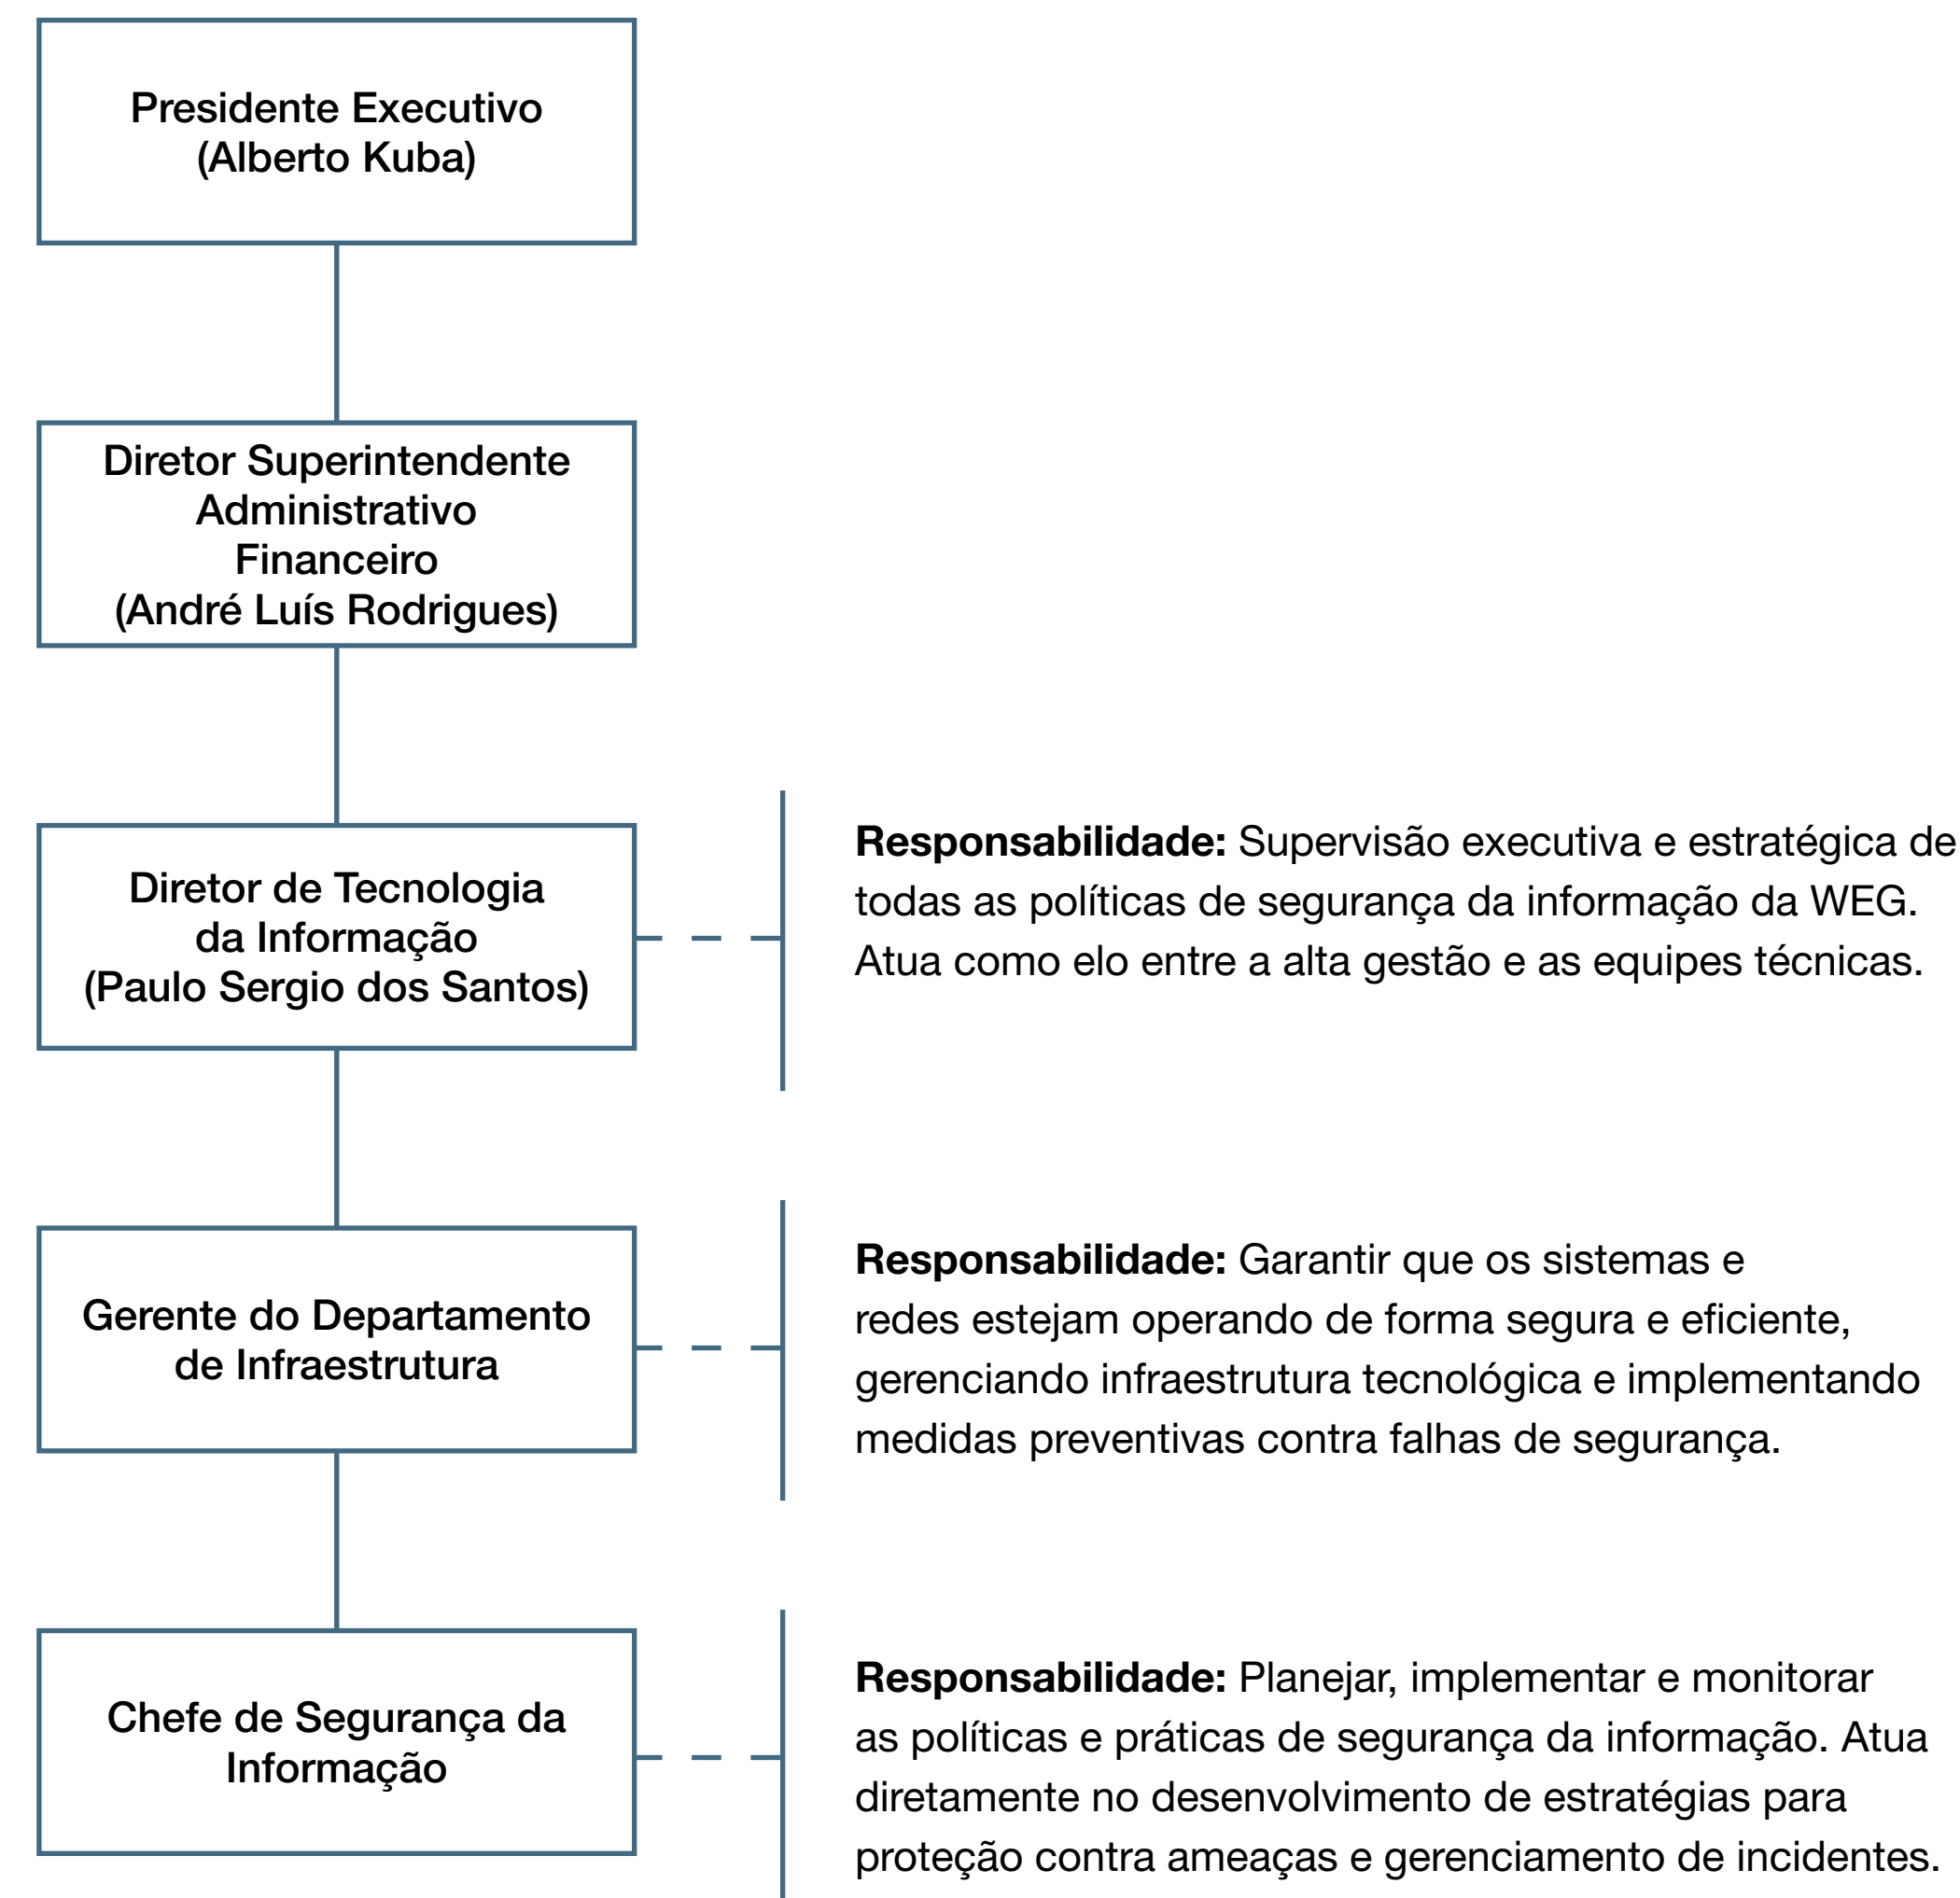 Presidente Executivo
(Alberto Kuba)
Diretor Superintendente
Administrativo
Financeiro
(André Luís Rodrigues)
Diretor de Tecnologia
da Informação
(Paulo Sergio dos Santos)
Responsabilidade: Supervisão executiva e estratégica de
todas as políticas de segurança da informação da WEG.
Atua como elo entre a alta gestão e as equipes técnicas.
Gerente do Departamento
de Infraestrutura
Responsabilidade: Garantir que os sistemas e
redes estejam operando de forma segura e eficiente,
gerenciando infraestrutura tecnológica e implementando
medidas preventivas contra falhas de segurança.
Chefe de Segurança da
Informação
Responsabilidade: Planejar, implementar e monitorar
as políticas e práticas de segurança da informação. Atua
diretamente no desenvolvimento de estratégias para
proteção contra ameaças e gerenciamento de incidentes.